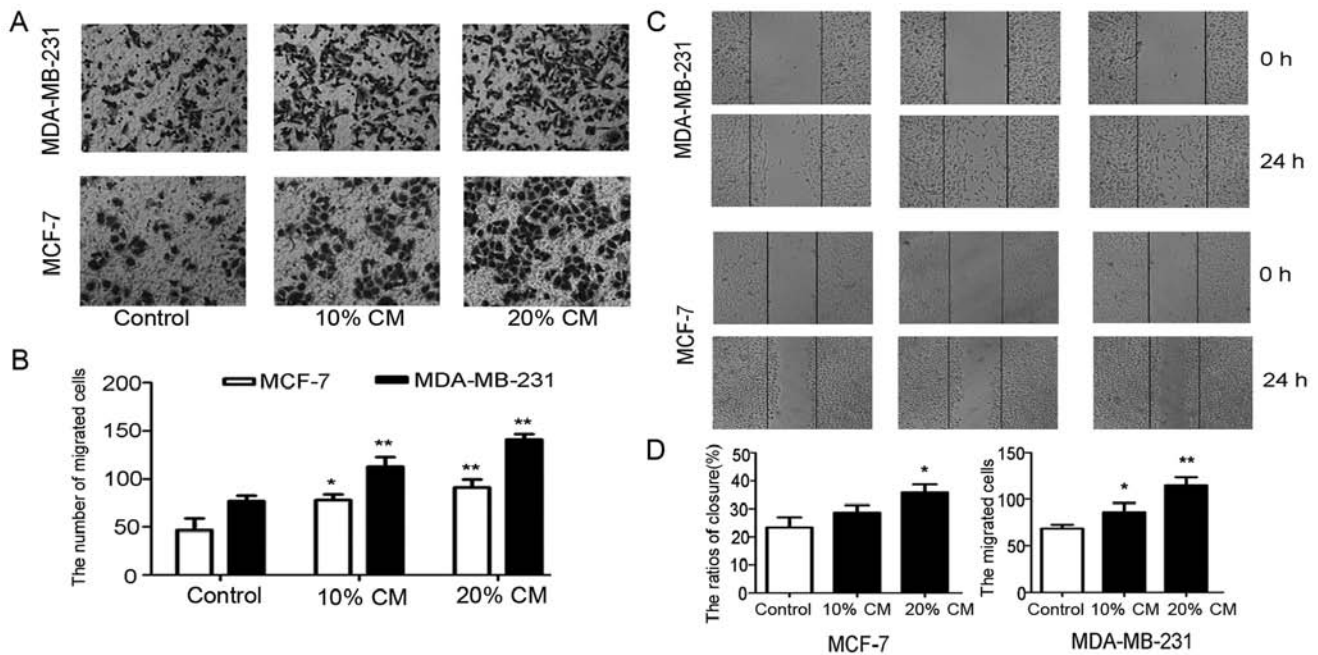 A
MDA-MB-231
MCF-7
Control 10% CM 20% CM
B
The number of migrated cells
200
150
100
50
0
MCF-7 MDA-MB-231
* ** ** **
Control 10% CM 20% CM
C
MDA-MB-231
0 h
24 h
MCF-7
0 h
24 h
D
The ratios of closure(%)
50
40
30
20
10
0
*
Control 10% CM 20% CM
MCF-7
The migrated cells
150
100
50
0
* **
Control 10% CM 20% CM
MDA-MB-231